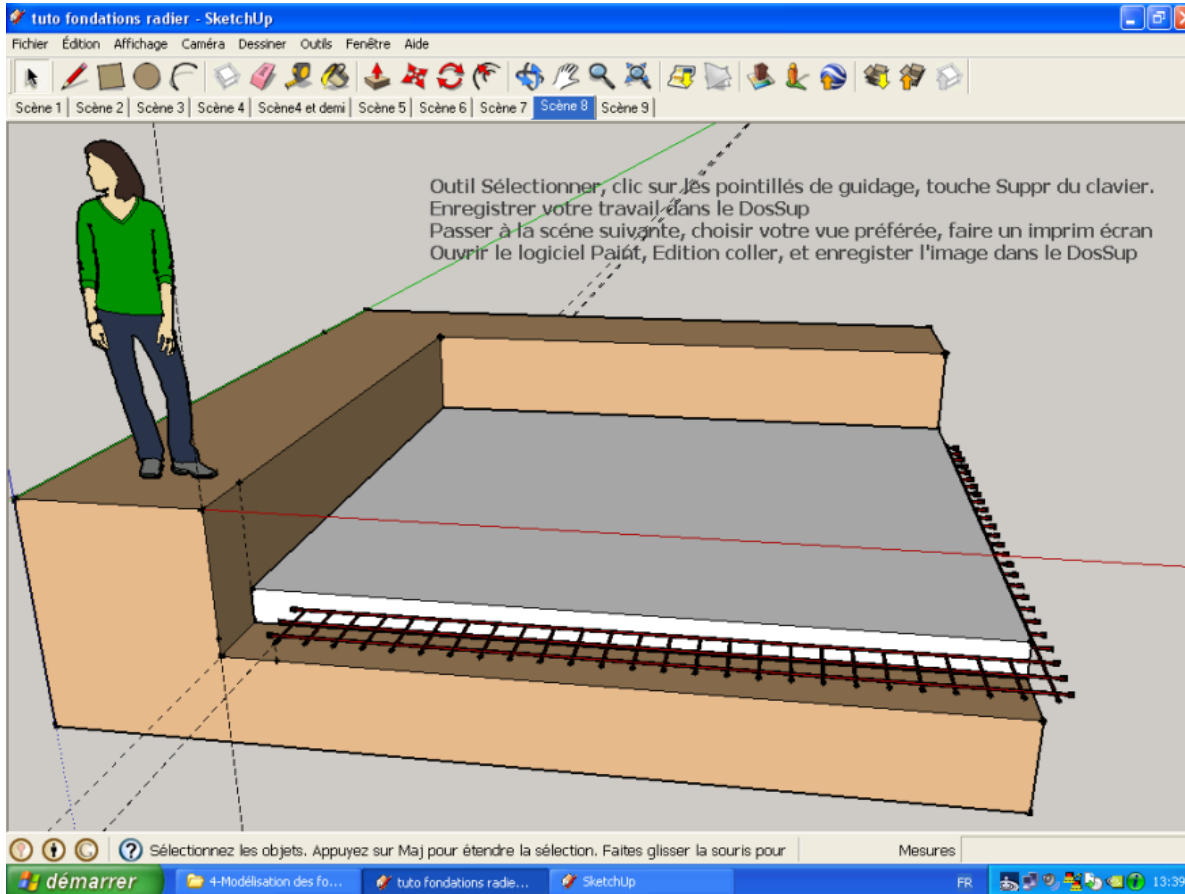 tuto fondations radier - SketchUp
Fichier Édition Affichage Caméra Dessiner Outils Fenêtre Aide
Scène 1 Scène 2 Scène 3 Scène 4 Scène4 et demi Scène 5 Scène 6 Scène 7 Scène 8 Scène 9
Outil Sélectionner, clic sur les pointillés de guidage, touche Suppr du clavier.
Enregistrer votre travail dans le DosSup
Passer à la scéne suivante, choisir votre vue préférée, faire un imprim écran
Ouvrir le logiciel Paint, Edition coller, et enregister l'image dans le DosSup
Sélectionnez les objets. Appuyez sur Maj pour étendre la sélection. Faites glisser la souris pour
Mesures
démarrer 4-Modélisation des fo... tuto fondations radie... SketchUp FR 13:39